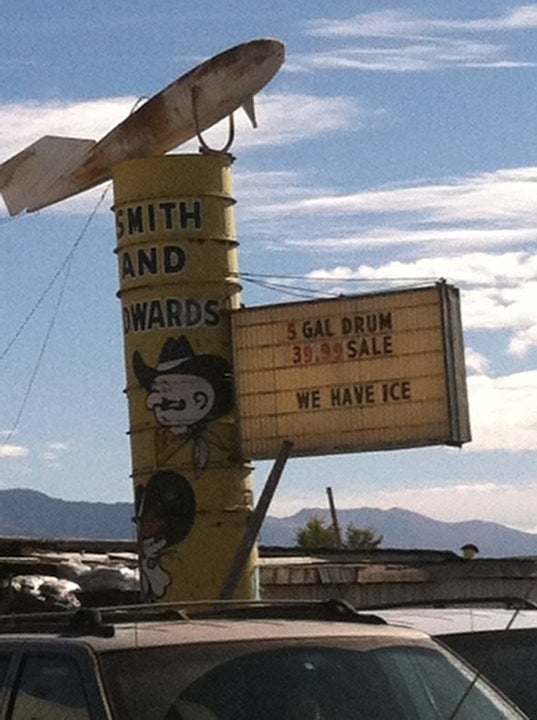 SMITH
AND
DWARDS
5 GAL DRUM
39.99 SALE
WE HAVE ICE